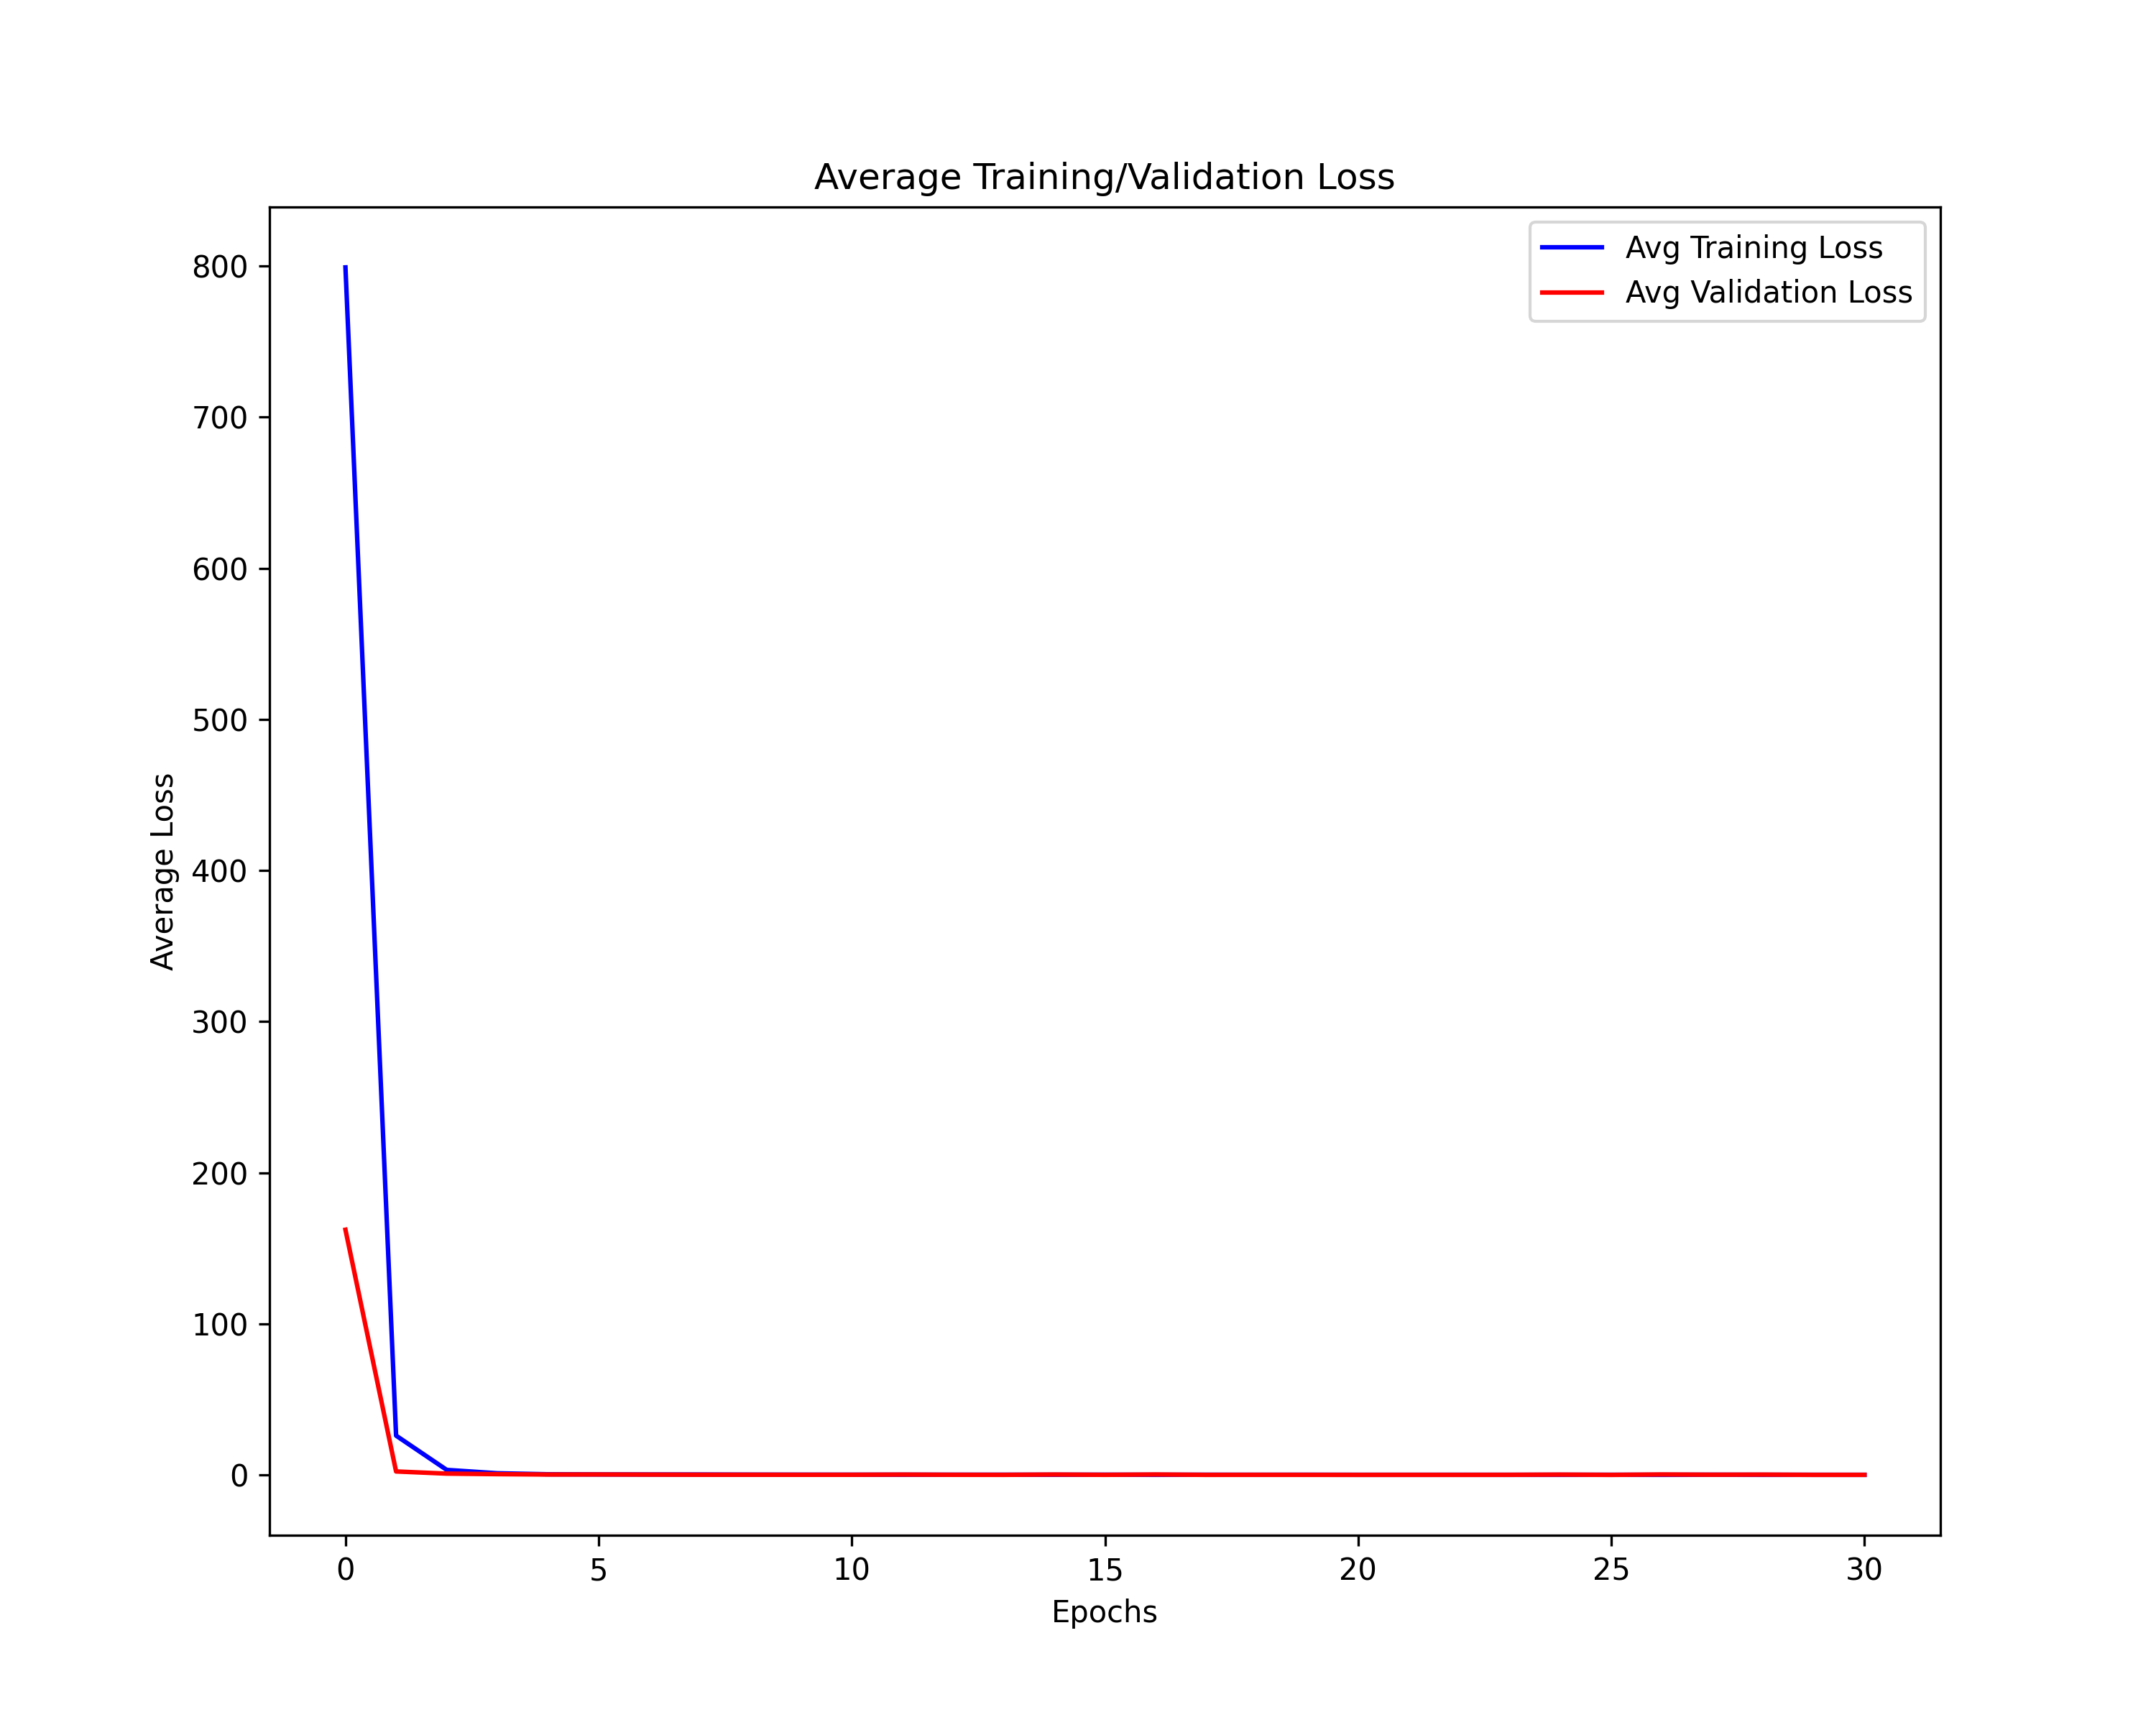 Average Training/Validation Loss
Avg Training Loss
Avg Validation Loss
Average Loss
800
700
600
500
400
300
200
100
0
0 5 10 15 20 25 30
Epochs